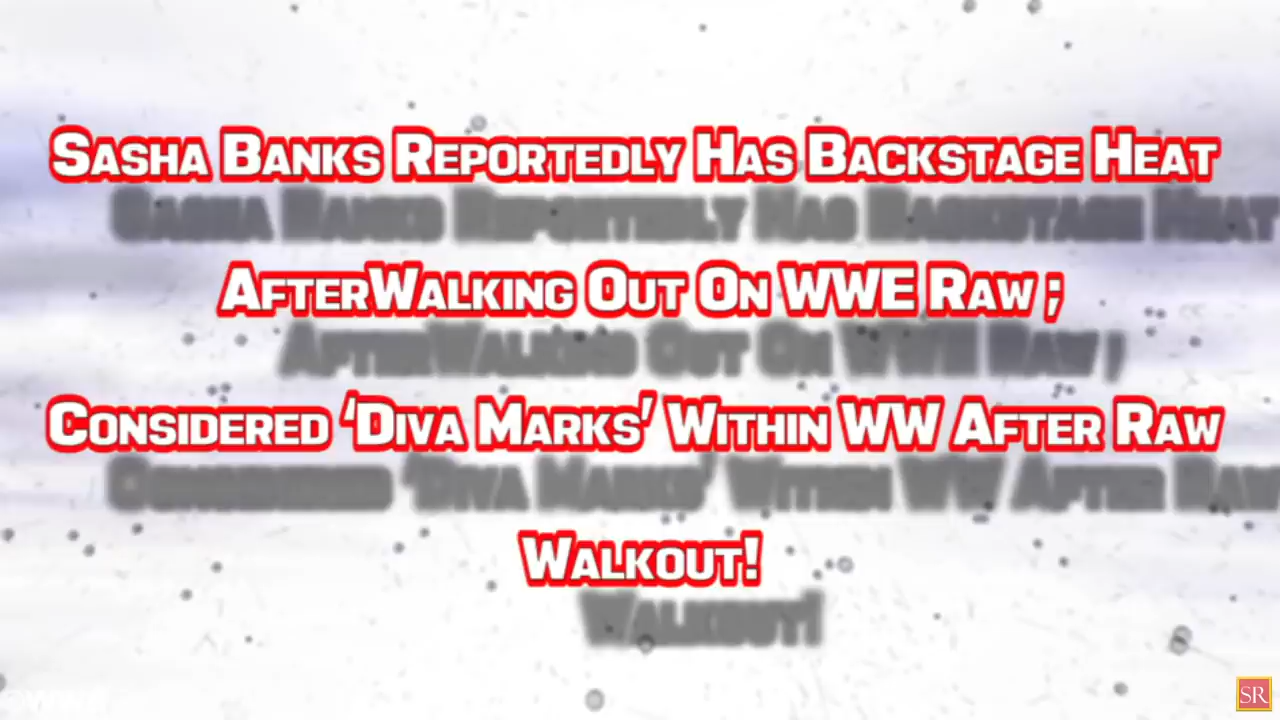 Sasha Banks Reportedly Has Backstage Heat
AfterWalking Out On WWE Raw ;
Considered ‘Diva Marks’ Within WW After Raw
Walkout!
SR